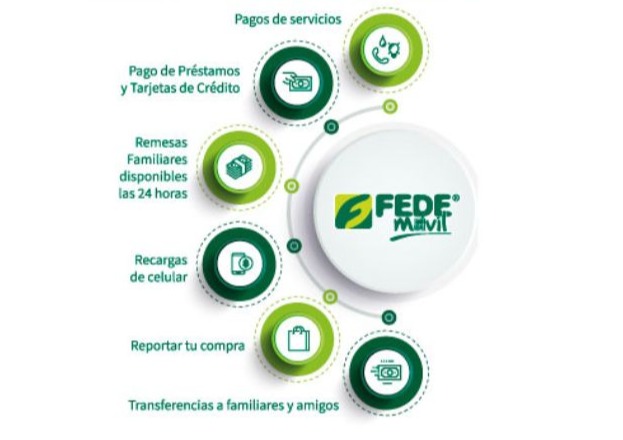 Pagos de servicios
Pago de Préstamos
y Tarjetas de Crédito
Remesas
Familiares
disponibles
las 24 horas
FEDE®
móvil
Recargas
de celular
Reportar tu compra
Transferencias a familiares y amigos